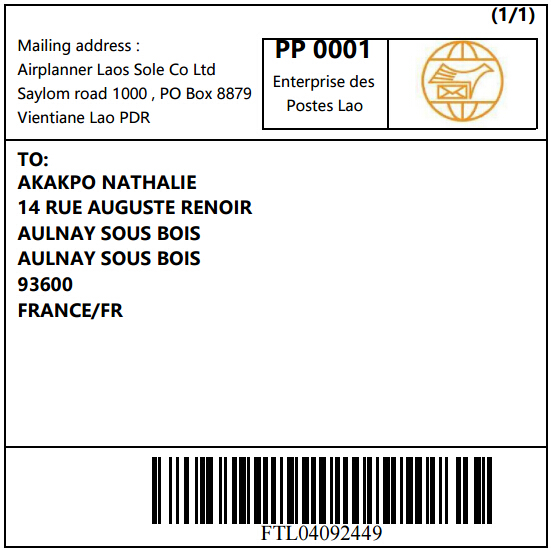 (1/1)
Mailing address :
Airplanner Laos Sole Co Ltd
Saylom road 1000 , PO Box 8879
Vientiane Lao PDR
PP 0001
Enterprise des
Postes Lao
TO:
AKAKPO NATHALIE
14 RUE AUGUSTE RENOIR
AULNAY SOUS BOIS
AULNAY SOUS BOIS
93600
FRANCE/FR
FTL04092449